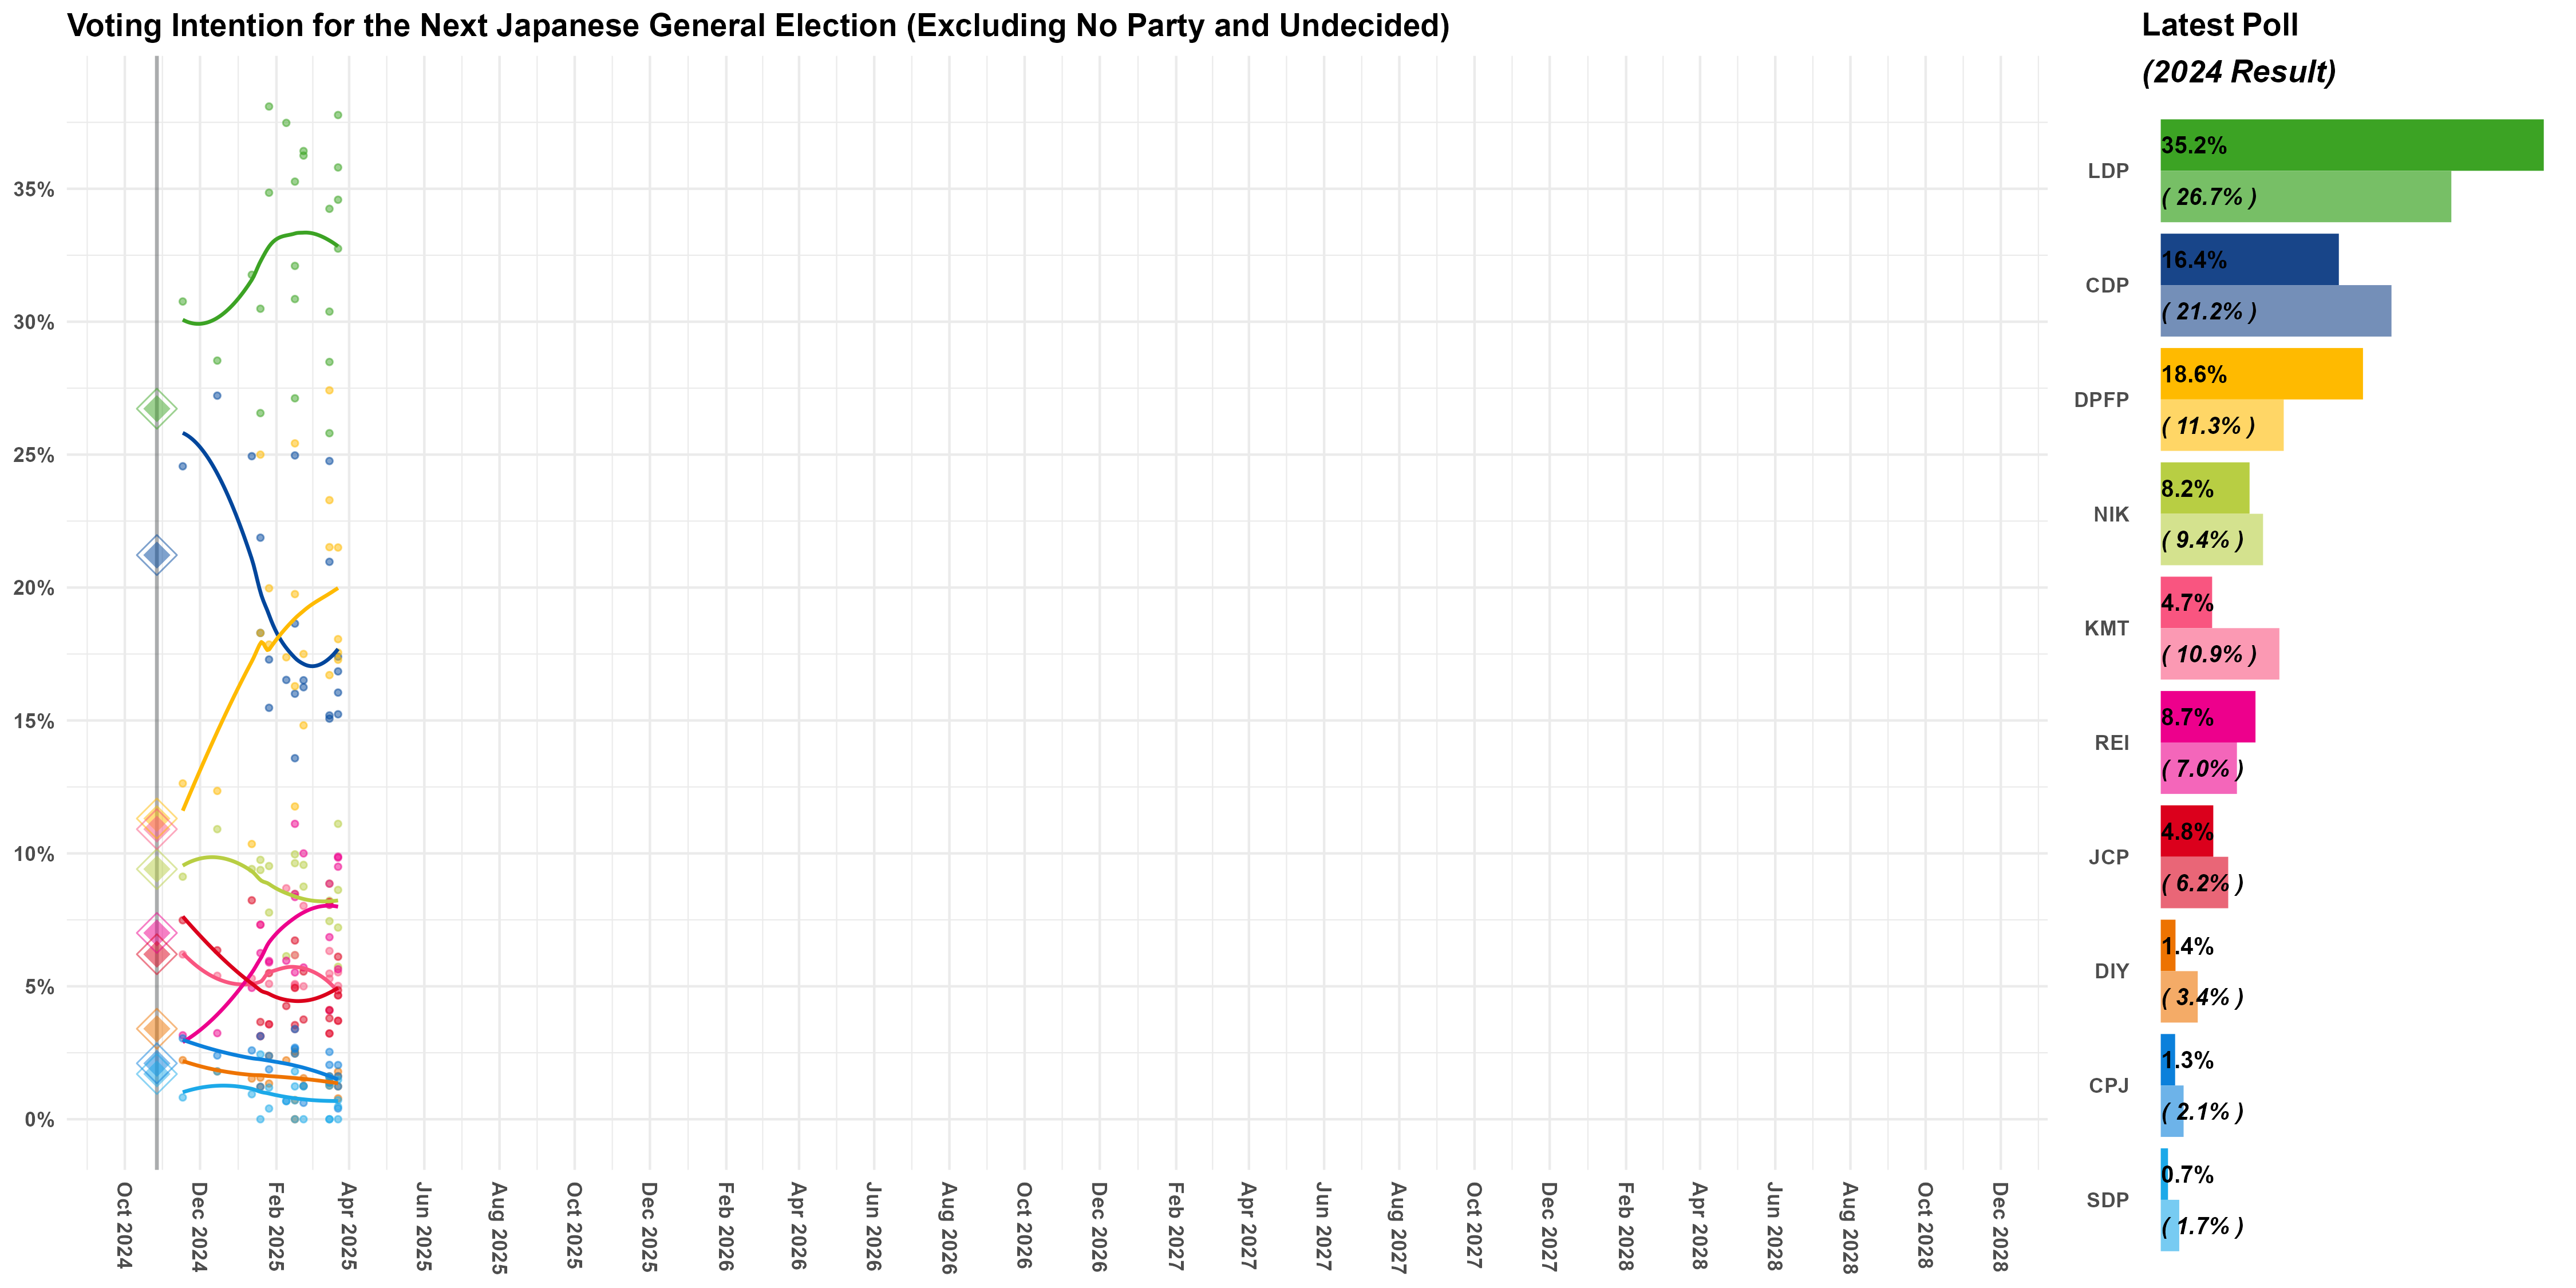 Voting Intention for the Next Japanese General Election (Excluding No Party and Undecided)
35%
30%
25%
20%
15%
10%
5%
0%
Oct 2024
Dec 2024
Feb 2025
Apr 2025
Jun 2025
Aug 2025
Oct 2025
Dec 2025
Feb 2026
Apr 2026
Jun 2026
Aug 2026
Oct 2026
Dec 2026
Feb 2027
Apr 2027
Jun 2027
Aug 2027
Oct 2027
Dec 2027
Feb 2028
Apr 2028
Jun 2028
Aug 2028
Oct 2028
Dec 2028
Latest Poll
(2024 Result)
LDP
35.2%
( 26.7% )
CDP
16.4%
( 21.2% )
DPFP
18.6%
( 11.3% )
NIK
8.2%
( 9.4% )
KMT
4.7%
( 10.9% )
REI
8.7%
( 7.0% )
JCP
4.8%
( 6.2% )
DIY
1.4%
( 3.4% )
CPJ
1.3%
( 2.1% )
SDP
0.7%
( 1.7% )